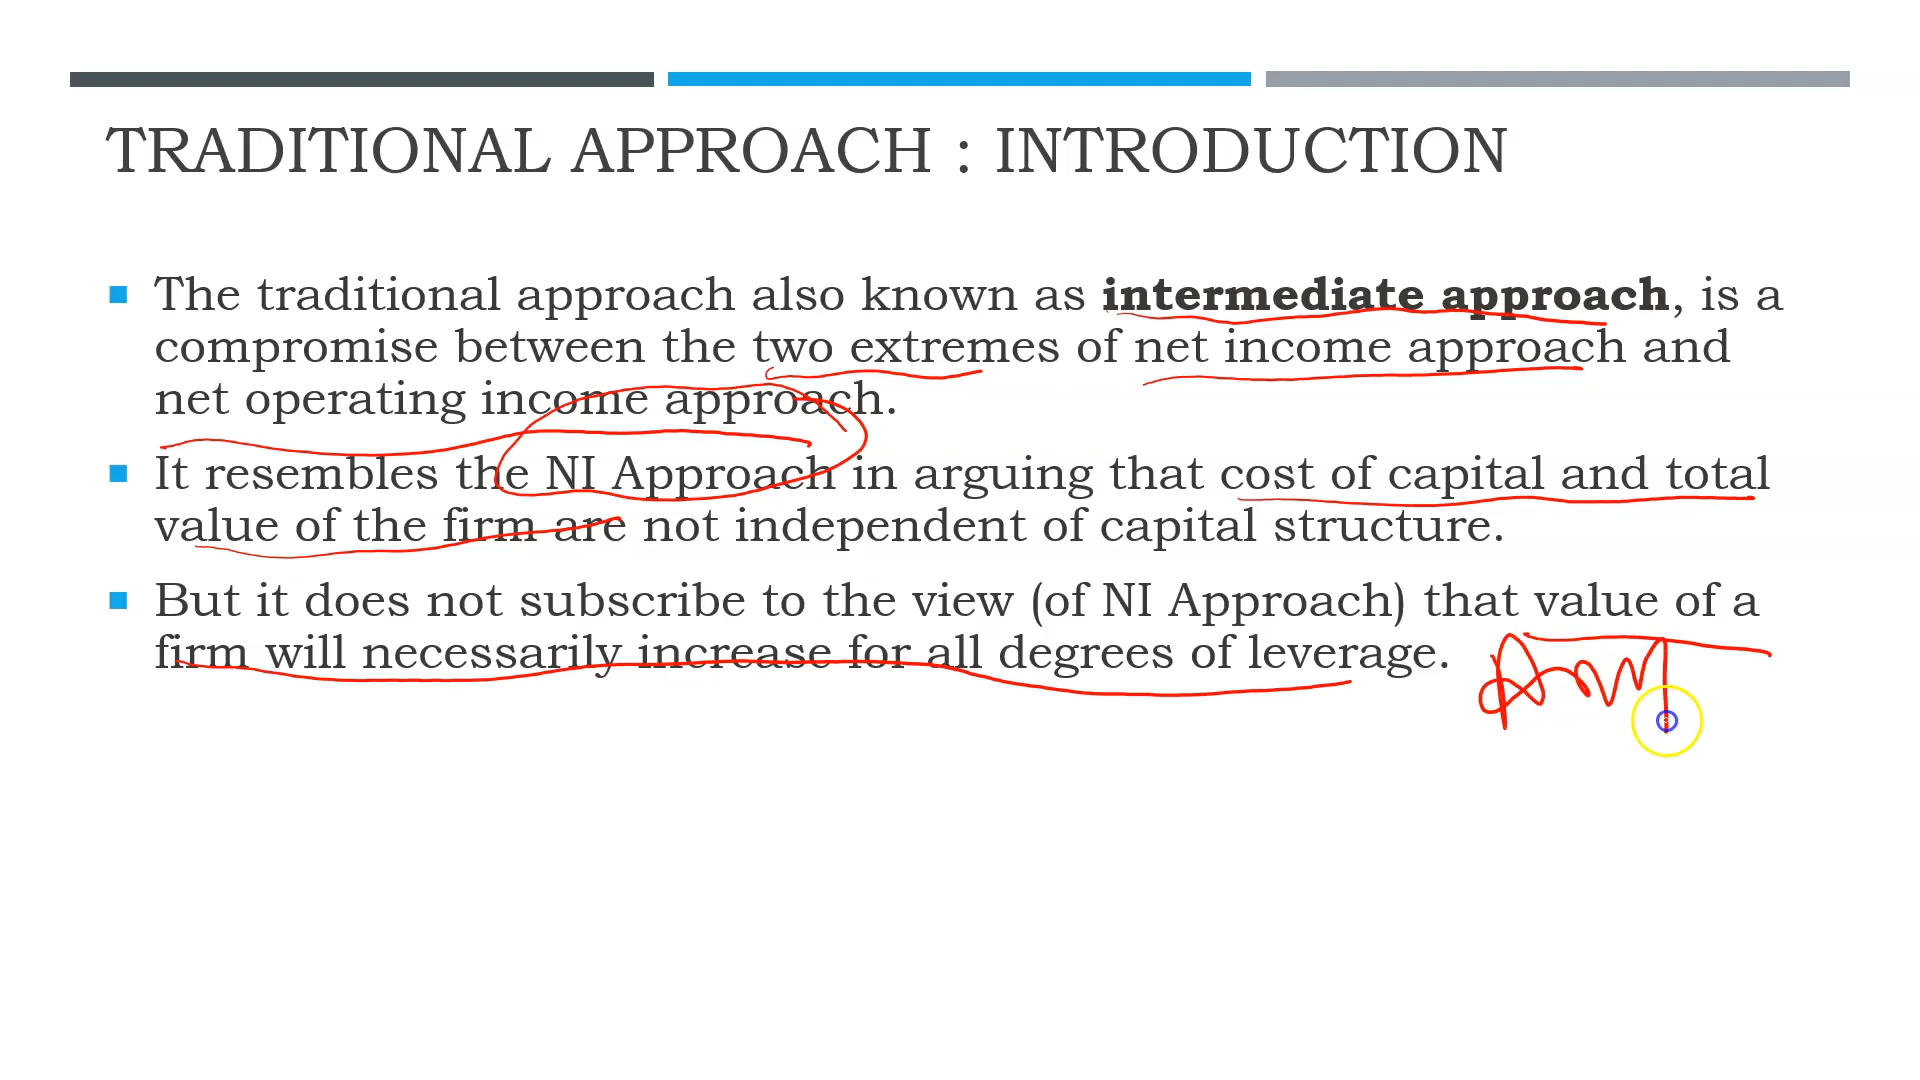 TRADITIONAL APPROACH : INTRODUCTION
The traditional approach also known as intermediate approach, is a
compromise between the two extremes of net income approach and
net operating income approach.
It resembles the NI Approach in arguing that cost of capital and total
value of the firm are not independent of capital structure.
But it does not subscribe to the view (of NI Approach) that value of a
firm will necessarily increase for all degrees of leverage.